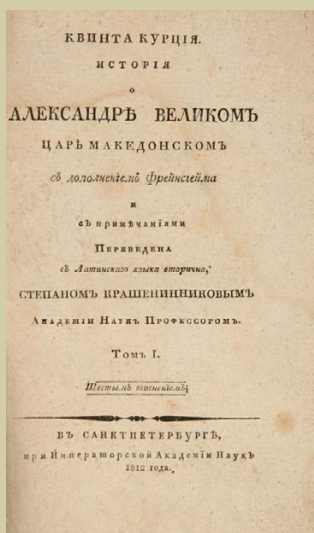 КВИНТА КУРЦІЯ.
ИСТОРІЯ
О
АЛЕКСАНДРѢ ВЕЛИКОМЪ
ЦАРѢ МАКЕДОНСКОМЪ
съ дополненіемъ Фрейнсгейма
И
съ примѣчаніями
Переведена
съ Латинскаго языка вторично,
СТЕПАНОМЪ КРАШЕНИННИКОВЫМЪ
Академіи Наукъ Профессоромъ.
Томъ I.
Шестымъ тисненіемъ;
ВЪ САНКТПЕТЕРБУРГѢ,
при Императорской Академіи Наукъ
1812 года.